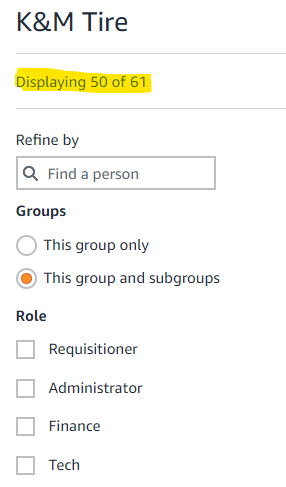 K&M Tire
Displaying 50 of 61
Refine by
Find a person
Groups
This group only
This group and subgroups
Role
Requisitioner
Administrator
Finance
Tech